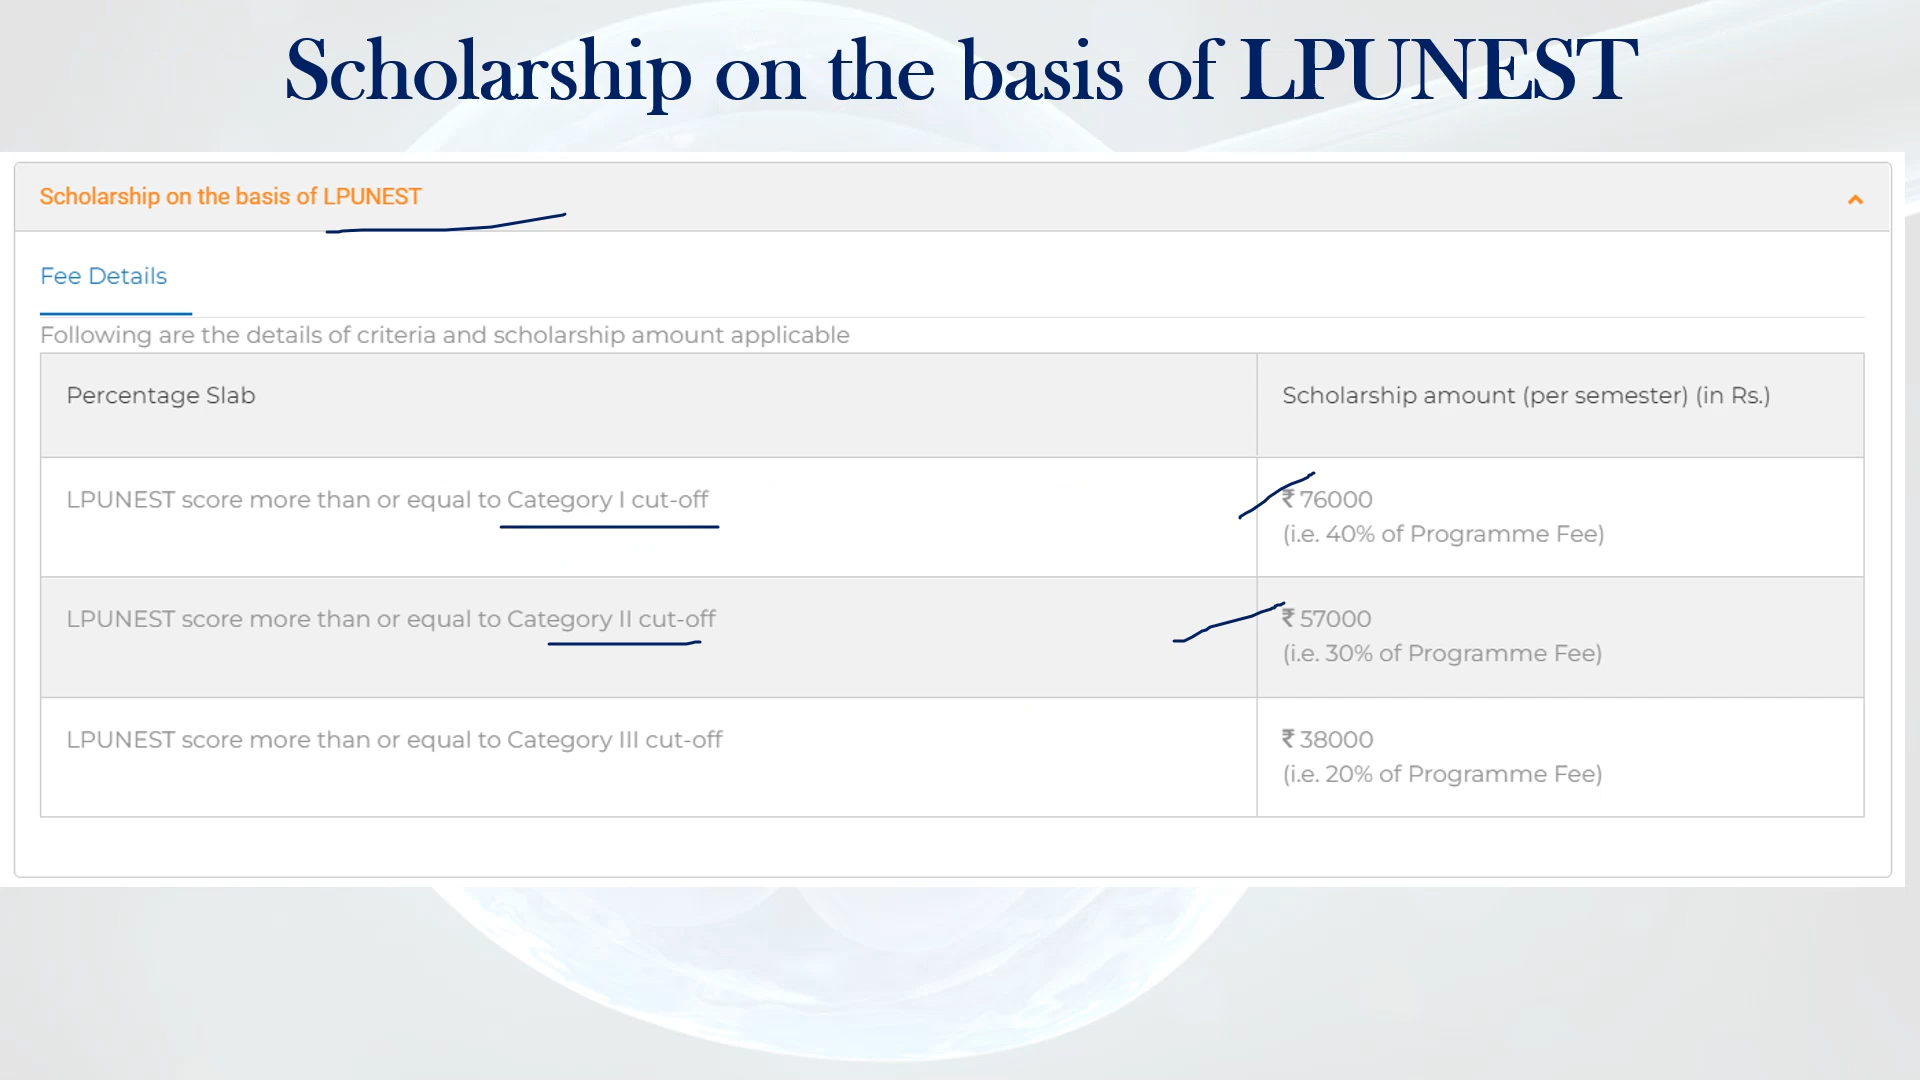 Scholarship on the basis of LPUNEST
Scholarship on the basis of LPUNEST
Fee Details
Following are the details of criteria and scholarship amount applicable
Percentage Slab
Scholarship amount (per semester) (in Rs.)
LPUNEST score more than or equal to Category I cut-off
₹ 76000
(i.e. 40% of Programme Fee)
LPUNEST score more than or equal to Category II cut-off
₹ 57000
(i.e. 30% of Programme Fee)
LPUNEST score more than or equal to Category III cut-off
₹ 38000
(i.e. 20% of Programme Fee)